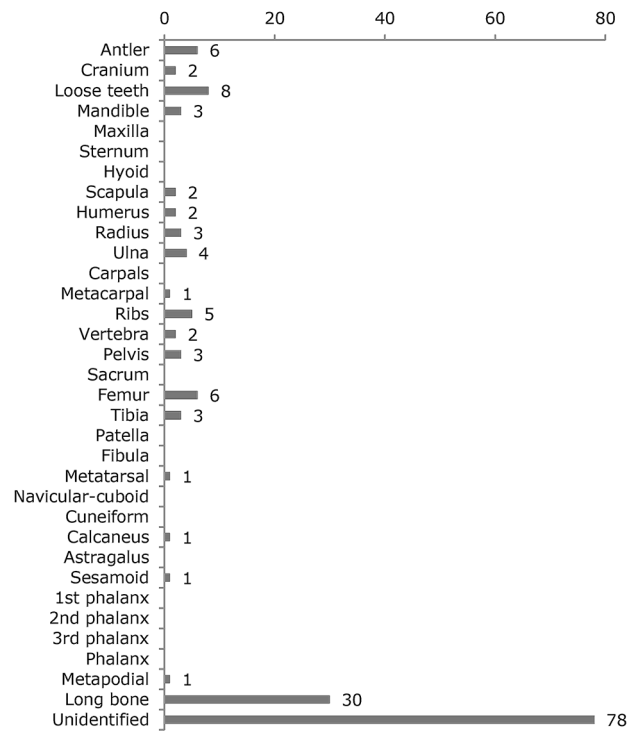 0 20 40 60 80
Antler 6
Cranium 2
Loose teeth 8
Mandible 3
Maxilla
Sternum
Hyoid
Scapula 2
Humerus 2
Radius 3
Ulna 4
Carpals
Metacarpal 1
Ribs 5
Vertebra 2
Pelvis 3
Sacrum
Femur 6
Tibia 3
Patella
Fibula
Metatarsal 1
Navicular-cuboid
Cuneiform
Calcaneus 1
Astragalus
Sesamoid 1
1st phalanx
2nd phalanx
3rd phalanx
Phalanx
Metapodial 1
Long bone 30
Unidentified 78